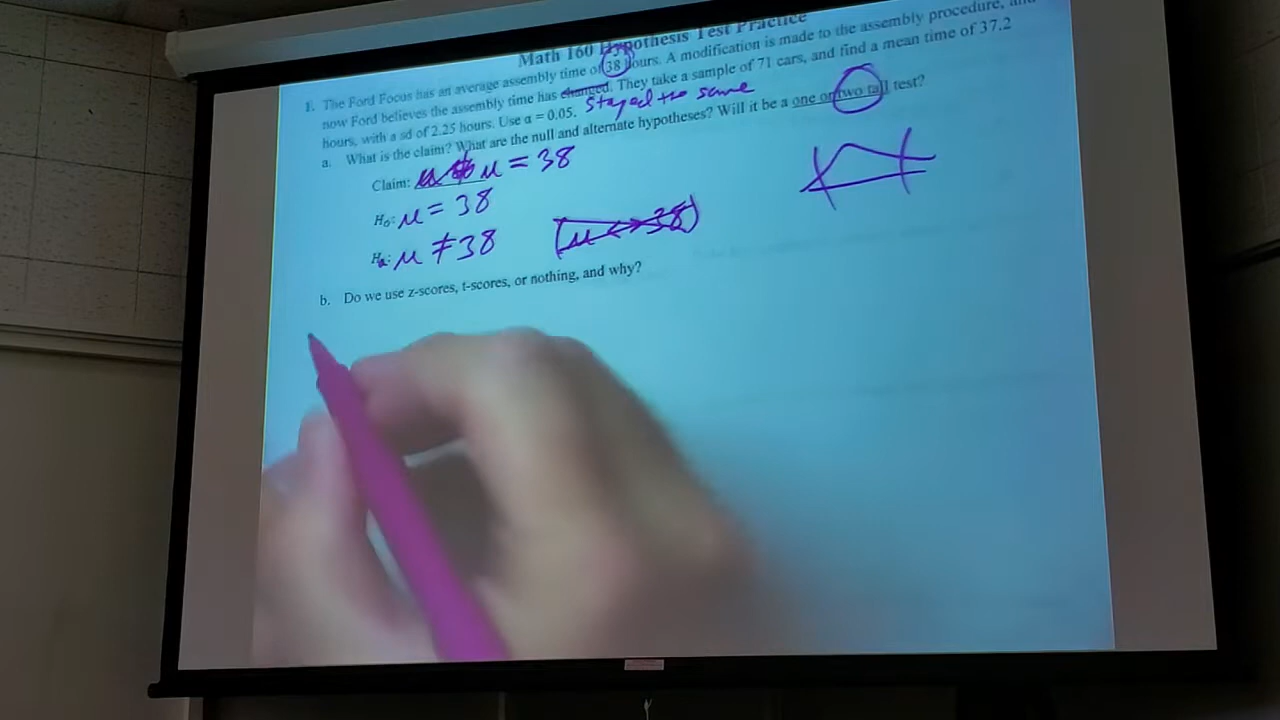 Math 160 Hypothesis Test Practice
1. The Ford Focus has an average assembly time of 38 hours. A modification is made to the assembly procedure, and
now Ford believes the assembly time has changed. They take a sample of 71 cars, and find a mean time of 37.2
stayed the same
hours, with a sd of 2.25 hours. Use α = 0.05.
a. What is the claim? What are the null and alternate hypotheses? Will it be a one or two tail test?
Claim: μ = 38
H₀: μ = 38
Hₐ: μ ≠ 38 (μ <> 38)
b. Do we use z-scores, t-scores, or nothing, and why?